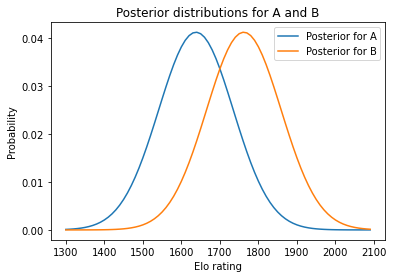 Posterior distributions for A and B
Posterior for A
Posterior for B
0.04
0.03
0.02
0.01
0.00
Probability
1300 1400 1500 1600 1700 1800 1900 2000 2100
Elo rating